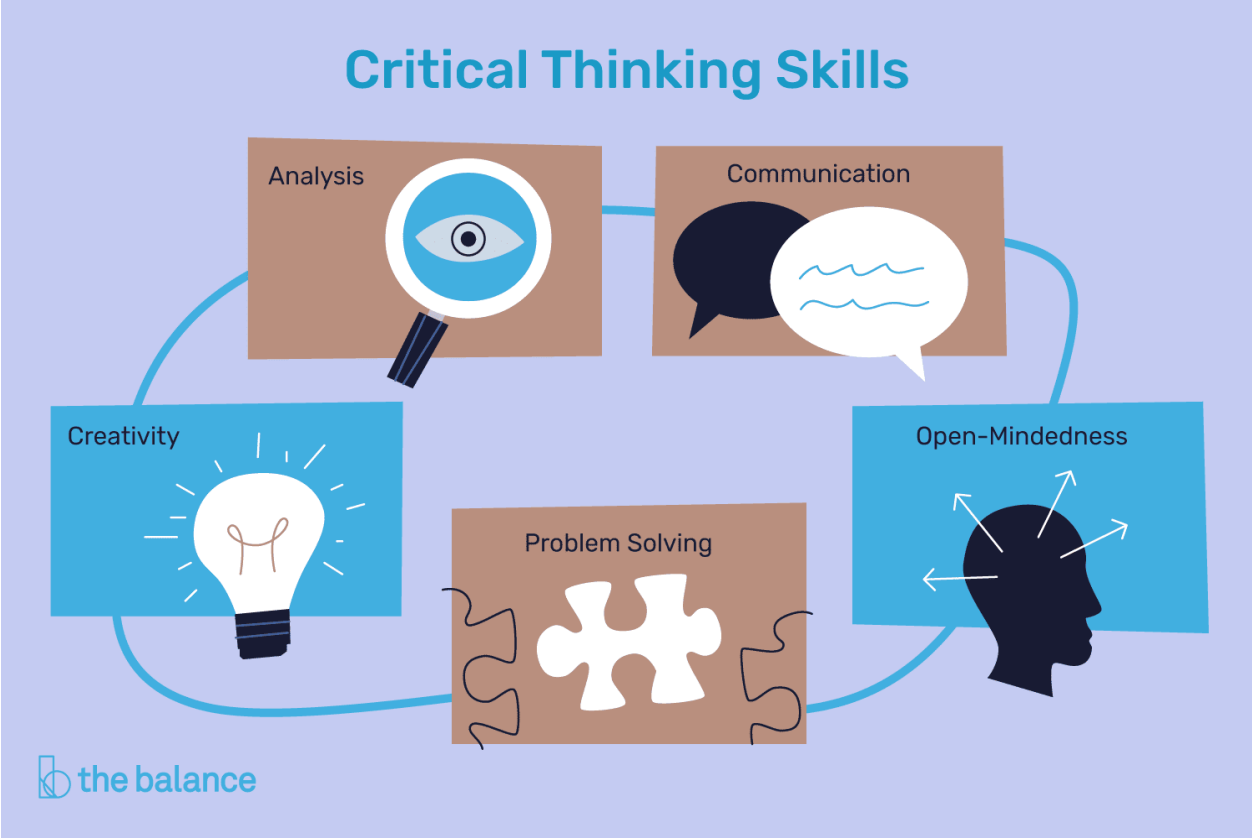 Critical Thinking Skills
Analysis
Communication
Creativity
Open-Mindedness
Problem Solving
the balance